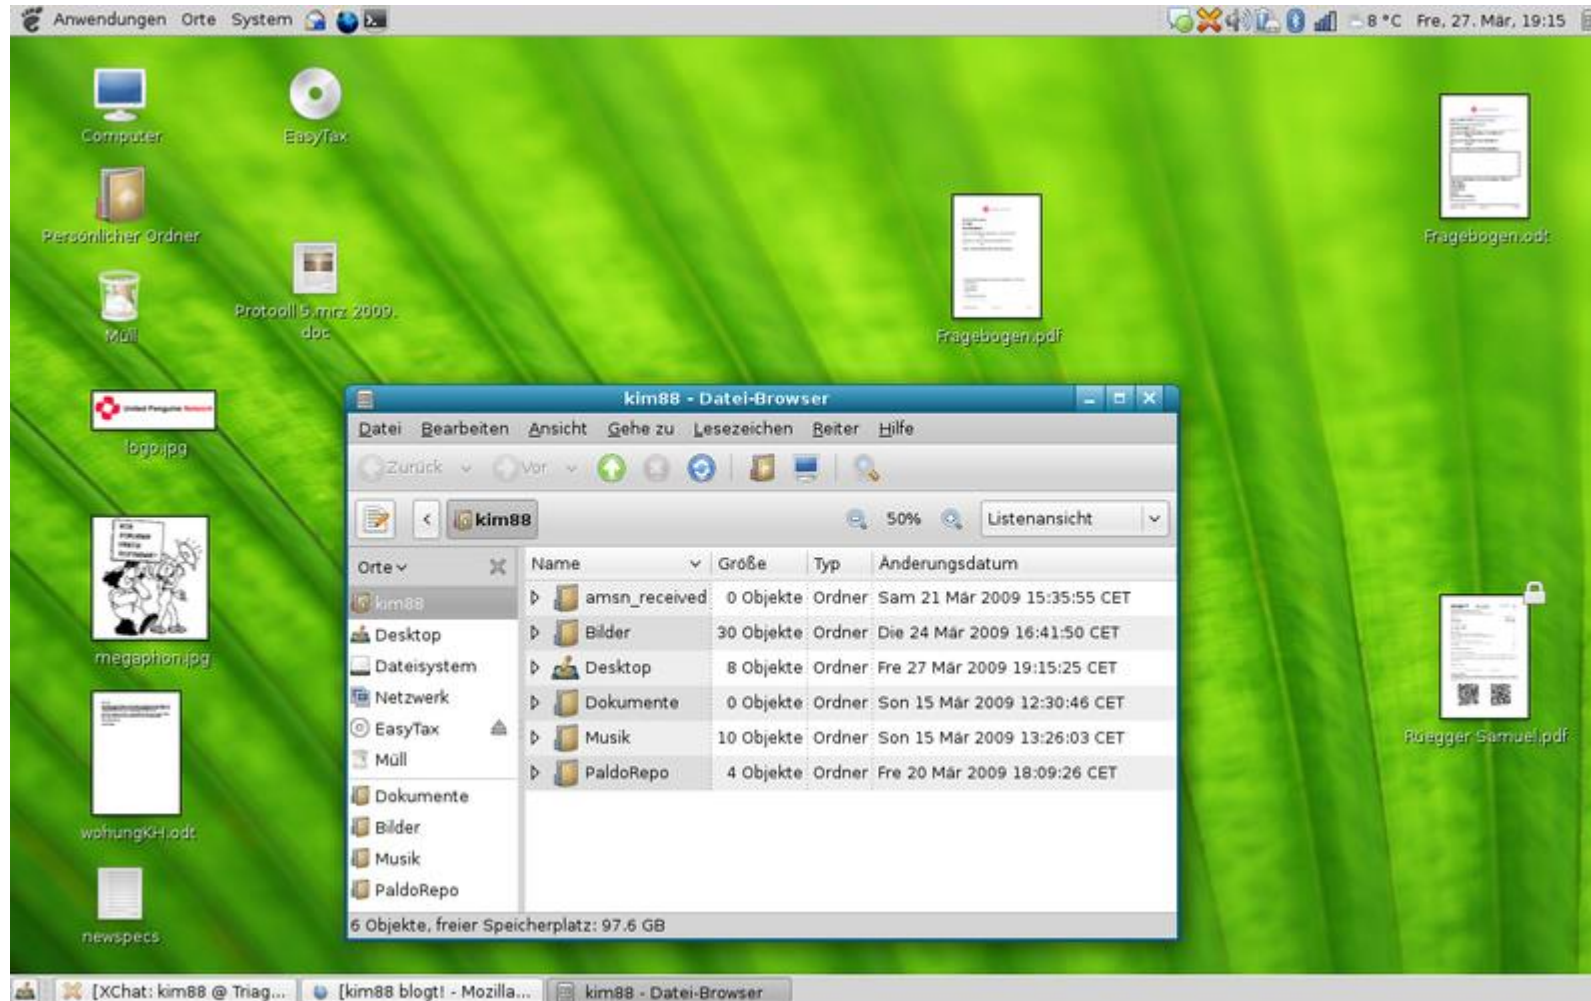 Anwendungen Orte System
8 °C Fre, 27. Mär, 19:15
Computer
EasyTax
Persönlicher Ordner
Müll
Protooll 5.mrz 2009.
doc
Fragebogen.pdf
Fragebogen.odt
United Penguine Network
logo.jpg
megaphon.jpg
wohungKH.odt
newspecs
Rüegger Samuel.pdf
kim88 - Datei-Browser
Datei Bearbeiten Ansicht Gehe zu Lesezeichen Reiter Hilfe
Zurück Vor
kim88 50% Listenansicht
Orte
kim88
Desktop
Dateisystem
Netzwerk
EasyTax
Müll
Dokumente
Bilder
Musik
PaldoRepo
Name Größe Typ Änderungsdatum
amsn_received 0 Objekte Ordner Sam 21 Mär 2009 15:35:55 CET
Bilder 30 Objekte Ordner Die 24 Mär 2009 16:41:50 CET
Desktop 8 Objekte Ordner Fre 27 Mär 2009 19:15:25 CET
Dokumente 0 Objekte Ordner Son 15 Mär 2009 12:30:46 CET
Musik 10 Objekte Ordner Son 15 Mär 2009 13:26:03 CET
PaldoRepo 4 Objekte Ordner Fre 20 Mär 2009 18:09:26 CET
6 Objekte, freier Speicherplatz: 97.6 GB
[XChat: kim88 @ Triag... [kim88 blogt! - Mozilla... kim88 - Datei-Browser